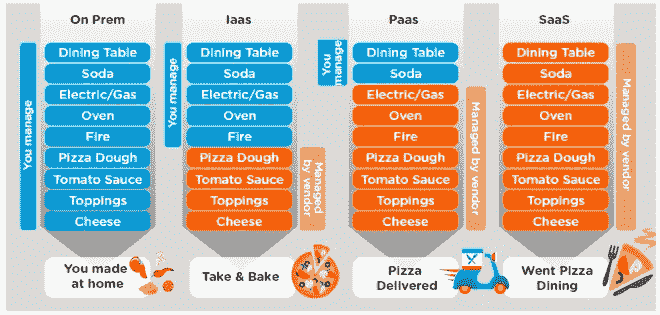 On Prem
Iaas
Paas
SaaS
You manage
Dining Table
Soda
Electric/Gas
Oven
Fire
Pizza Dough
Tomato Sauce
Toppings
Cheese
You made
at home
You manage
Dining Table
Soda
Electric/Gas
Oven
Fire
Pizza Dough
Tomato Sauce
Toppings
Cheese
Managed
by vendor
Take & Bake
You
manage
Dining Table
Soda
Electric/Gas
Oven
Fire
Pizza Dough
Tomato Sauce
Toppings
Cheese
Managed by vendor
Pizza
Delivered
Dining Table
Soda
Electric/Gas
Oven
Fire
Pizza Dough
Tomato Sauce
Toppings
Cheese
Managed by vendor
Went Pizza
Dining